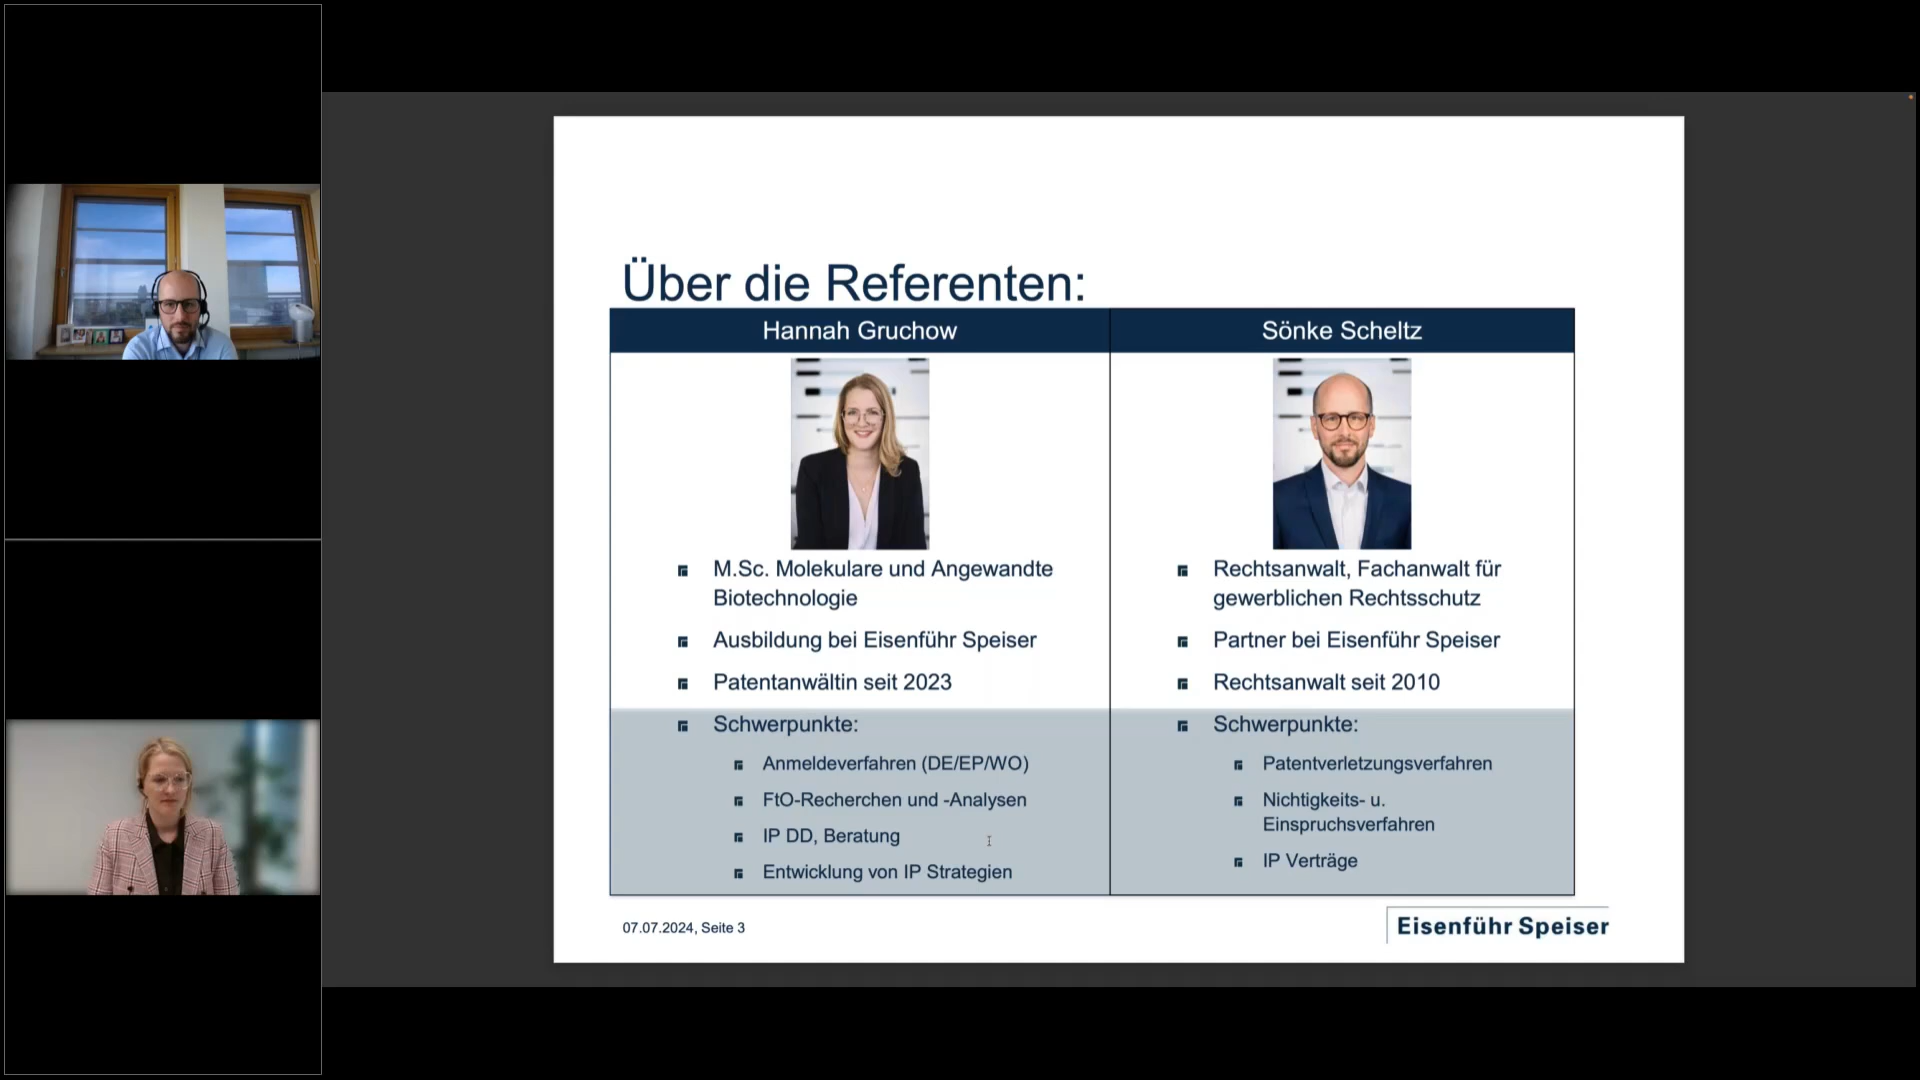 Über die Referenten:
Hannah Gruchow
M.Sc. Molekulare und Angewandte
Biotechnologie
Ausbildung bei Eisenführ Speiser
Patentanwältin seit 2023
Schwerpunkte:
Anmeldeverfahren (DE/EP/WO)
FtO-Recherchen und -Analysen
IP DD, Beratung
Entwicklung von IP Strategien
Sönke Scheltz
Rechtsanwalt, Fachanwalt für
gewerblichen Rechtsschutz
Partner bei Eisenführ Speiser
Rechtsanwalt seit 2010
Schwerpunkte:
Patentverletzungsverfahren
Nichtigkeits- u.
Einspruchsverfahren
IP Verträge
07.07.2024, Seite 3
Eisenführ Speiser